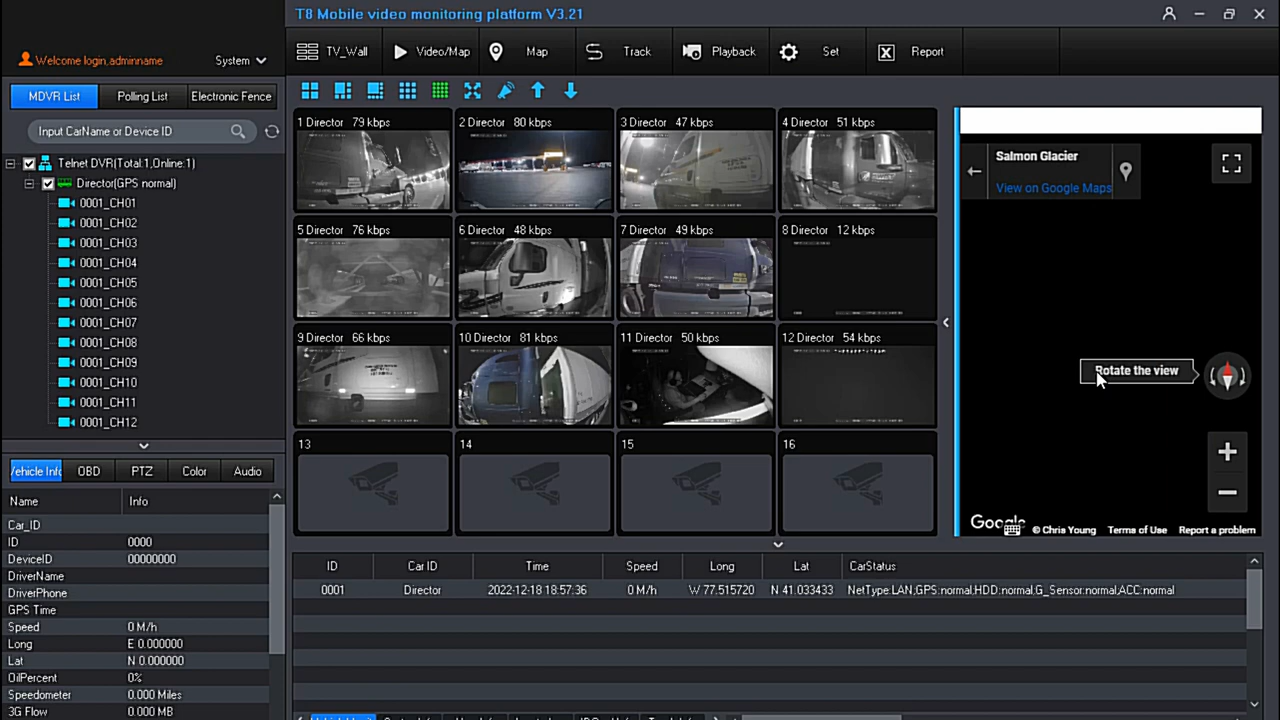 T8 Mobile video monitoring platform V3.21
Welcome login,adminname
System
TV_Wall
Video/Map
Map
Track
Playback
Set
Report
MDVR List
Polling List
Electronic Fence
Input CarName or Device ID
Telnet DVR(Total:1,Online:1)
Director(GPS normal)
0001_CH01
0001_CH02
0001_CH03
0001_CH04
0001_CH05
0001_CH06
0001_CH07
0001_CH08
0001_CH09
0001_CH10
0001_CH11
0001_CH12
1 Director 79 kbps
2 Director 80 kbps
3 Director 47 kbps
4 Director 51 kbps
5 Director 76 kbps
6 Director 48 kbps
7 Director 49 kbps
8 Director 12 kbps
9 Director 66 kbps
10 Director 81 kbps
11 Director 50 kbps
12 Director 54 kbps
13
14
15
16
Salmon Glacier
View on Google Maps
Rotate the view
Google
© Chris Young
Terms of Use
Report a problem
Vehicle Info
OBD
PTZ
Color
Audio
Name Info
Car_ID
ID 0000
DeviceID 00000000
DriverName
DriverPhone
GPS Time
Speed 0 M/h
Long E 0.000000
Lat N 0.000000
OilPercent 0%
Speedometer 0.000 Miles
3G Flow 0.000 MB
ID Car ID Time Speed Long Lat CarStatus
0001 Director 2022-12-18 18:57:36 0 M/h W 77.515720 N 41.033433 NetType:LAN;GPS:normal,HDD:normal,G_Sensor:normal,ACC:normal